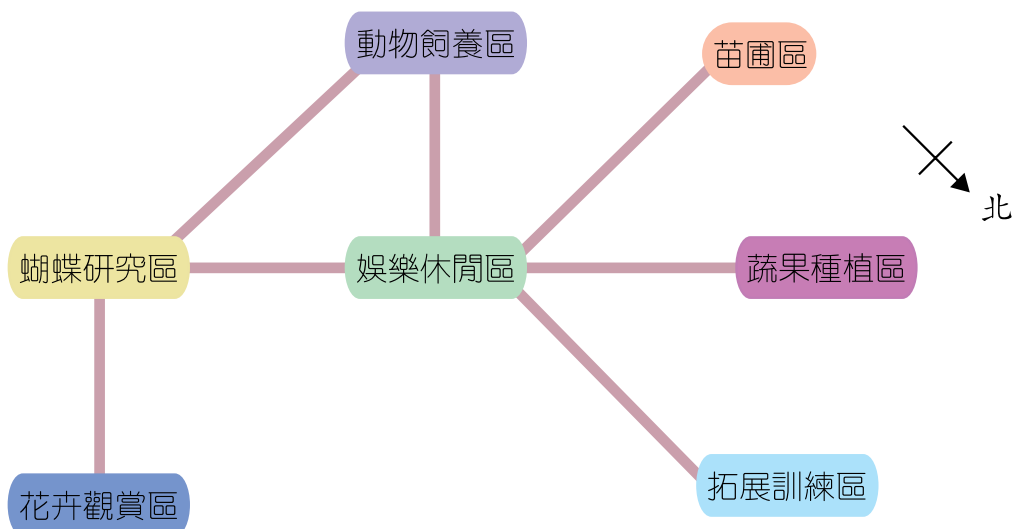 動物飼養區
苗圃區
北
蝴蝶研究區
娛樂休閒區
蔬果種植區
拓展訓練區
花卉觀賞區